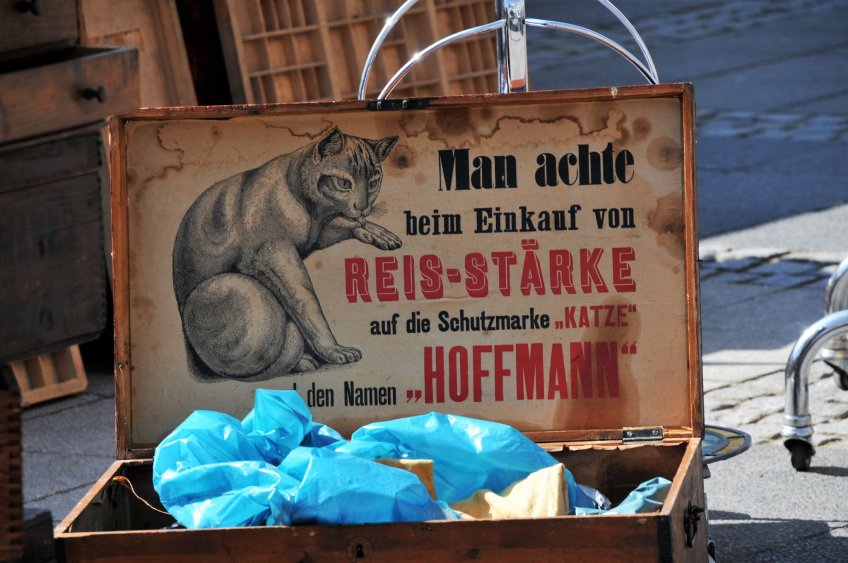 Man achte
beim Einkauf von
REIS-STÄRKE
auf die Schutzmarke „KATZE“
den Namen „HOFFMANN“